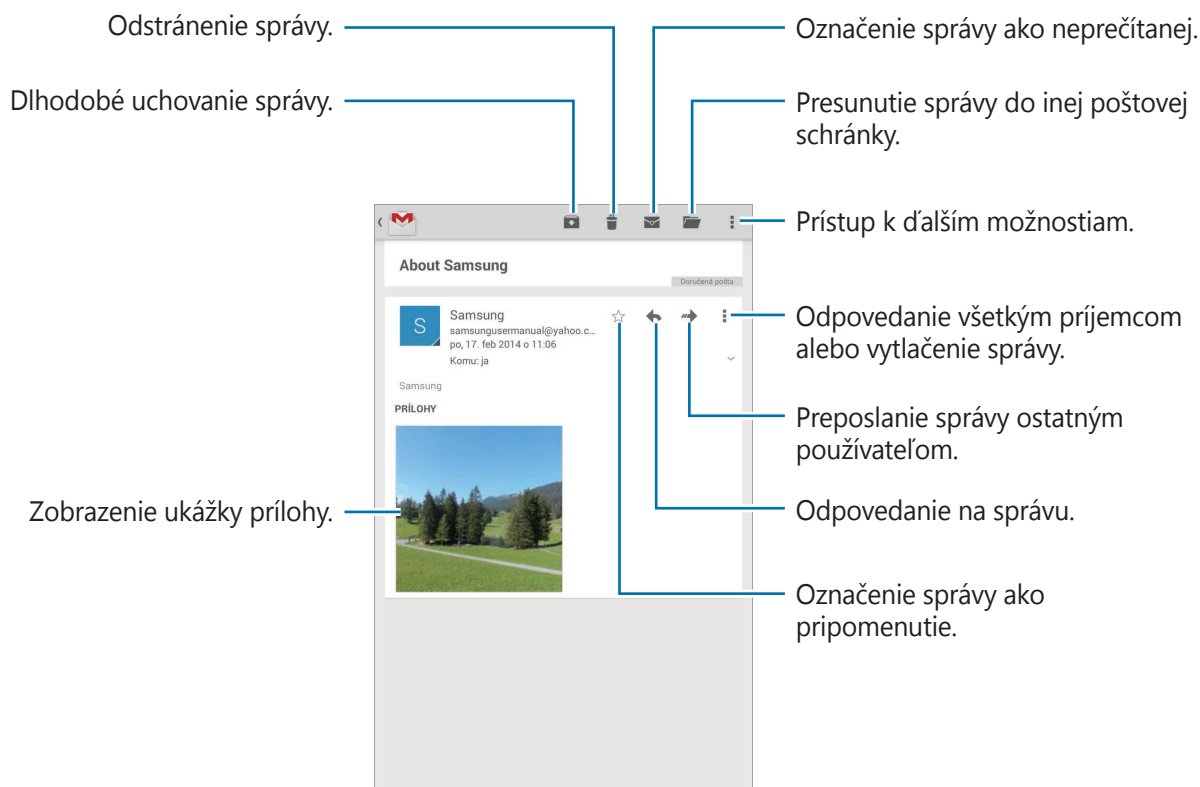 Odstránenie správy.
Dlhodobé uchovanie správy.
Označenie správy ako neprečítanej.
Presunutie správy do inej poštovej
schránky.
Prístup k ďalším možnostiam.
About Samsung
Doručená pošta
S
Samsung
samsungusermanual@yahoo.c...
po, 17. feb 2014 o 11:06
Komu: ja
Samsung
PRÍLOHY
Odpovedanie všetkým príjemcom
alebo vytlačenie správy.
Preposlanie správy ostatným
používateľom.
Zobrazenie ukážky prílohy.
Odpovedanie na správu.
Označenie správy ako
pripomenutie.